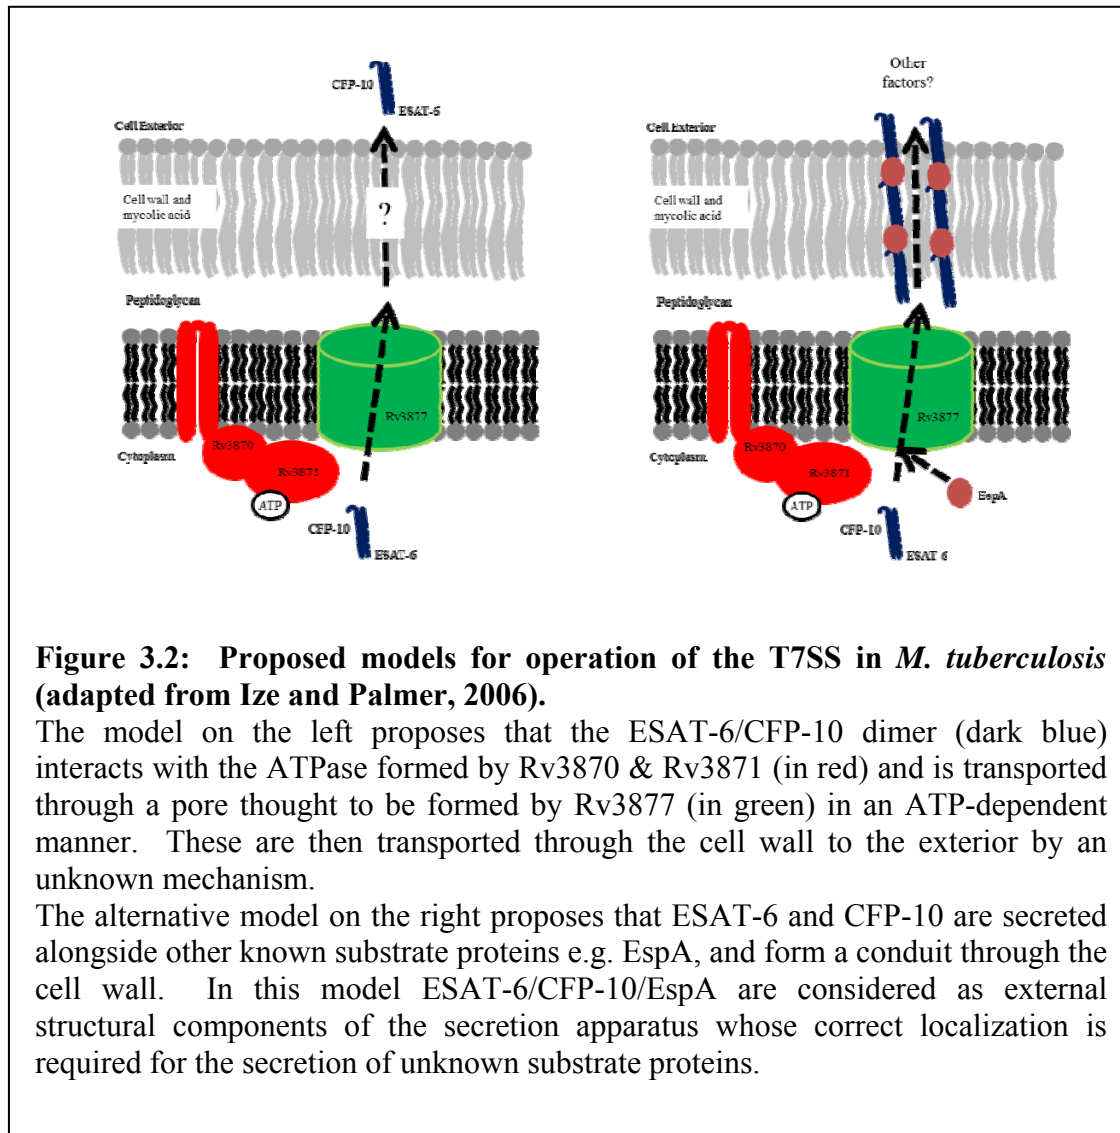 CFP-10
ESAT-6
Cell Exterior
Cell wall and
mycolic acid
?
Peptidoglycan
Rv3877
Rv3870
Cytoplasm
Rv3871
ATP
CFP-10
ESAT-6
Other
factors?
Cell Exterior
Cell wall and
mycolic acid
Peptidoglycan
Rv3877
Rv3870
Cytoplasm
Rv3871
EspA
ATP
CFP-10
ESAT 6
Figure 3.2: Proposed models for operation of the T7SS in M. tuberculosis
(adapted from Ize and Palmer, 2006).
The model on the left proposes that the ESAT-6/CFP-10 dimer (dark blue)
interacts with the ATPase formed by Rv3870 & Rv3871 (in red) and is transported
through a pore thought to be formed by Rv3877 (in green) in an ATP-dependent
manner. These are then transported through the cell wall to the exterior by an
unknown mechanism.
The alternative model on the right proposes that ESAT-6 and CFP-10 are secreted
alongside other known substrate proteins e.g. EspA, and form a conduit through the
cell wall. In this model ESAT-6/CFP-10/EspA are considered as external
structural components of the secretion apparatus whose correct localization is
required for the secretion of unknown substrate proteins.